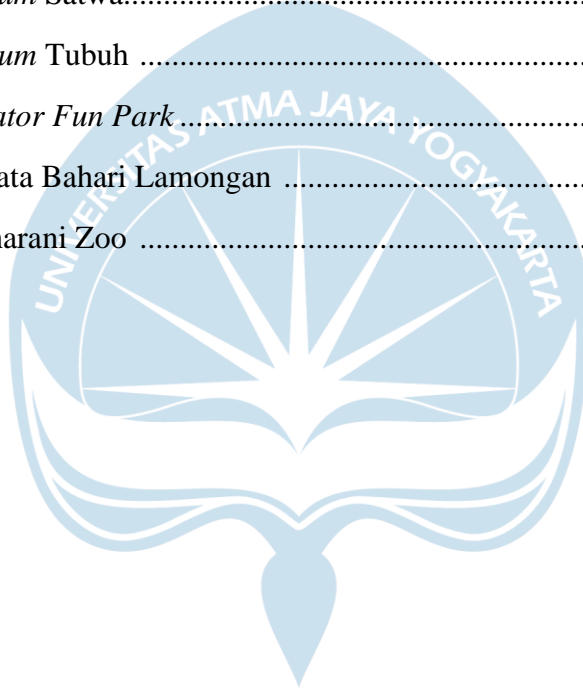 um Satwa..........................................................
um Tubuh ........................................................
ator Fun Park...................................................
ata Bahari Lamongan .......................................
arani Zoo ........................................................
UNIVERSITAS ATMA JAYA YOGYAKARTA